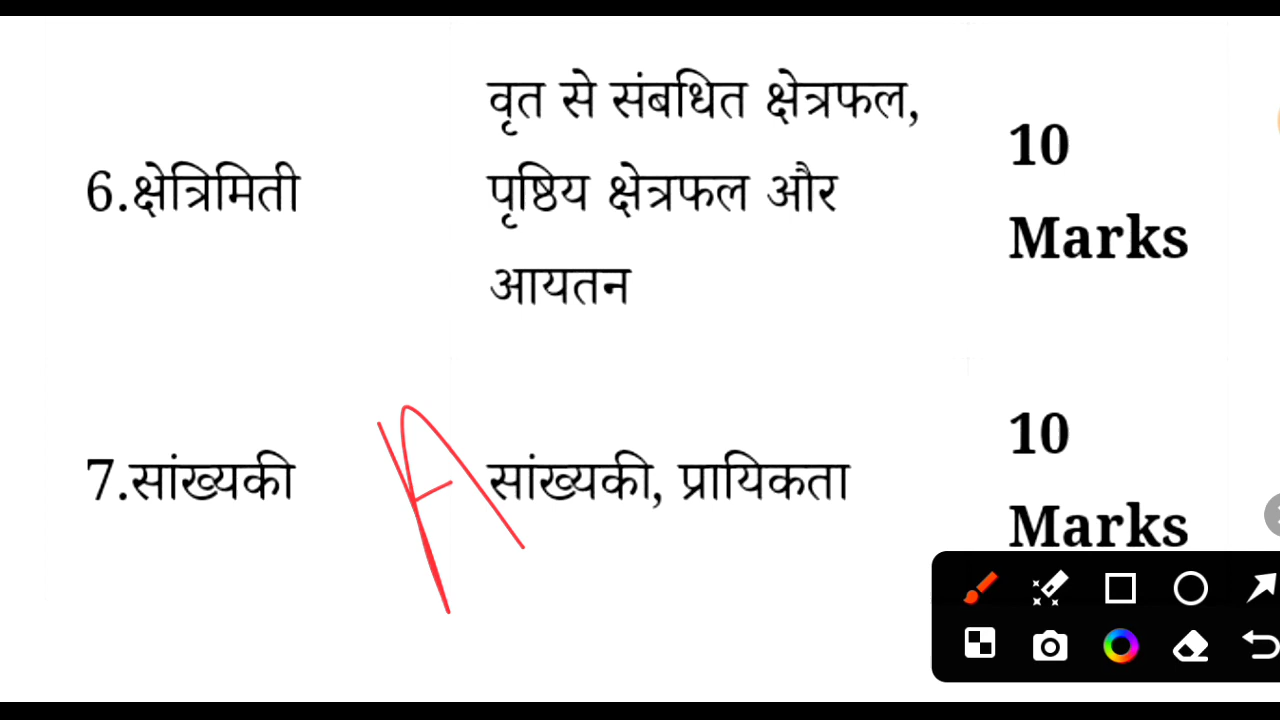 वृत से संबधित क्षेत्रफल,
6.क्षेत्रिमिती
पृष्ठिय क्षेत्रफल और
आयतन
10
Marks
7.सांख्यकी
सांख्यकी, प्रायिकता
10
Marks
A